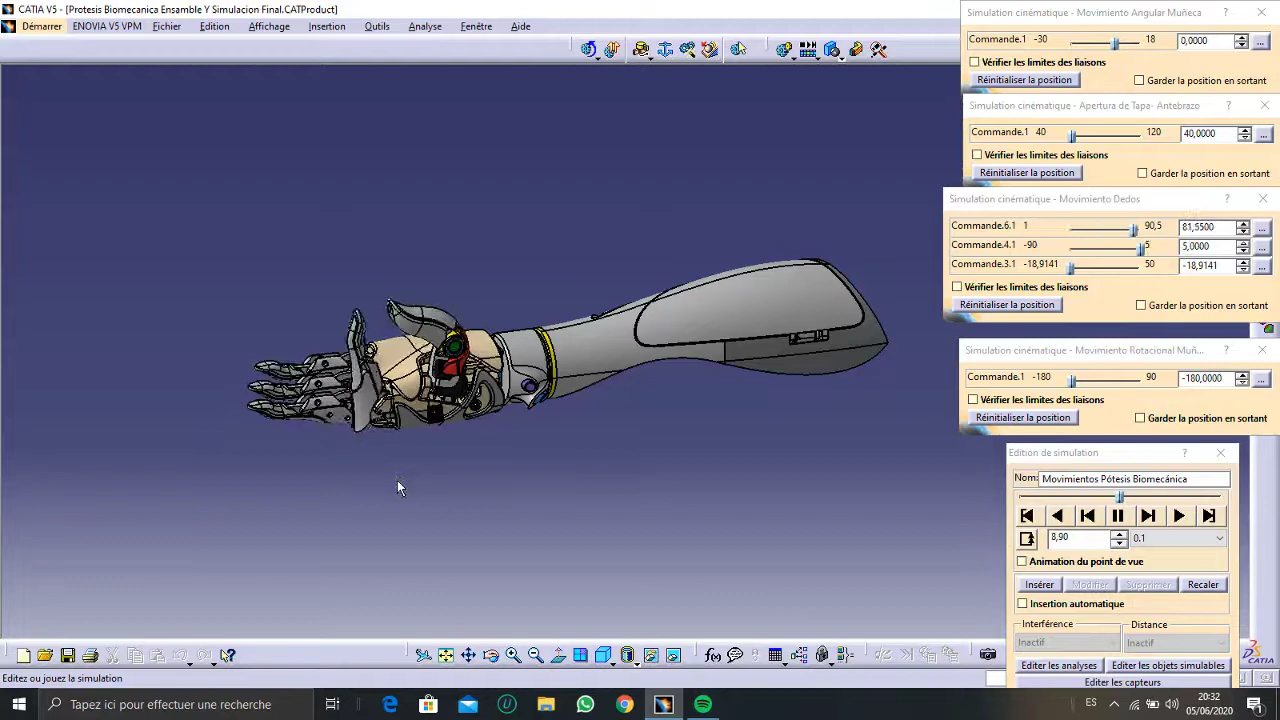 CATIA V5 - [Protesis Biomecanica Ensamble Y Simulacion Final.CATProduct]
Démarrer ENOVIA V5 VPM Fichier Edition Affichage Insertion Outils Analyse Fenêtre Aide
Simulation cinématique - Movimiento Angular Muñeca ?
Commande.1 -30 18 0,0000 ...
Vérifier les limites des liaisons
Réinitialiser la position Garder la position en sortant
Simulation cinématique - Apertura de Tapa- Antebrazo ?
Commande.1 40 120 40,0000 ...
Vérifier les limites des liaisons
Réinitialiser la position Garder la position en sortant
Simulation cinématique - Movimiento Dedos ?
Commande.6.1 1 90,5 81,5500 ...
Commande.4.1 -90 5 5,0000 ...
Commande.3.1 -18,9141 50 -18,9141 ...
Vérifier les limites des liaisons
Réinitialiser la position Garder la position en sortant
Simulation cinématique - Movimiento Rotacional Muñ... ?
Commande.1 -180 90 -180,0000 ...
Vérifier les limites des liaisons
Réinitialiser la position Garder la position en sortant
Edition de simulation ?
Nom: Movimientos Pótesis Biomecánica
8,90 0.1
Animation du point de vue
Insérer Modifier Supprimer Recaler
Insertion automatique
Interférence Distance
Inactif Inactif
Editer les analyses Editer les objets simulables
Editer les capteurs
f(x)
CATIA
Editez ou jouez la simulation
Tapez ici pour effectuer une recherche
ES 20:32
05/06/2020